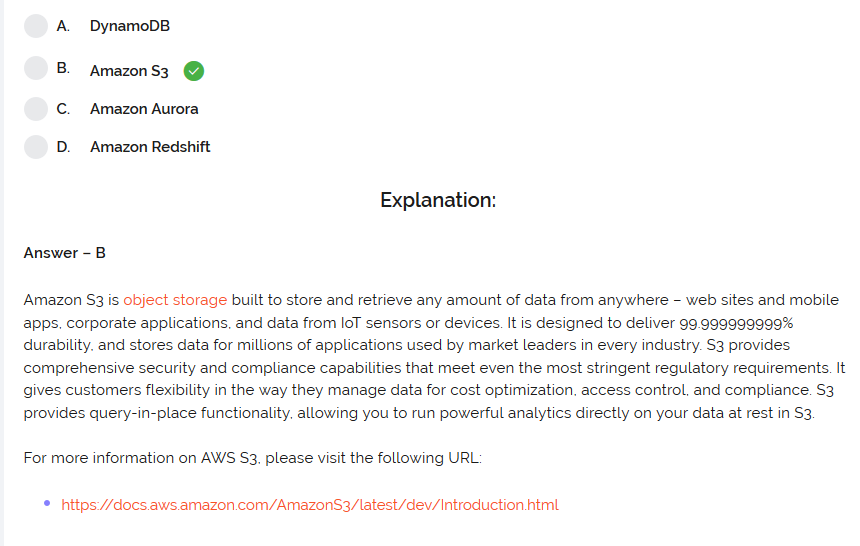 A. DynamoDB
B. Amazon S3
C. Amazon Aurora
D. Amazon Redshift
Explanation:
Answer – B
Amazon S3 is object storage built to store and retrieve any amount of data from anywhere – web sites and mobile
apps, corporate applications, and data from IoT sensors or devices. It is designed to deliver 99.999999999%
durability, and stores data for millions of applications used by market leaders in every industry. S3 provides
comprehensive security and compliance capabilities that meet even the most stringent regulatory requirements. It
gives customers flexibility in the way they manage data for cost optimization, access control, and compliance. S3
provides query-in-place functionality, allowing you to run powerful analytics directly on your data at rest in S3.
For more information on AWS S3, please visit the following URL:
https://docs.aws.amazon.com/AmazonS3/latest/dev/Introduction.html